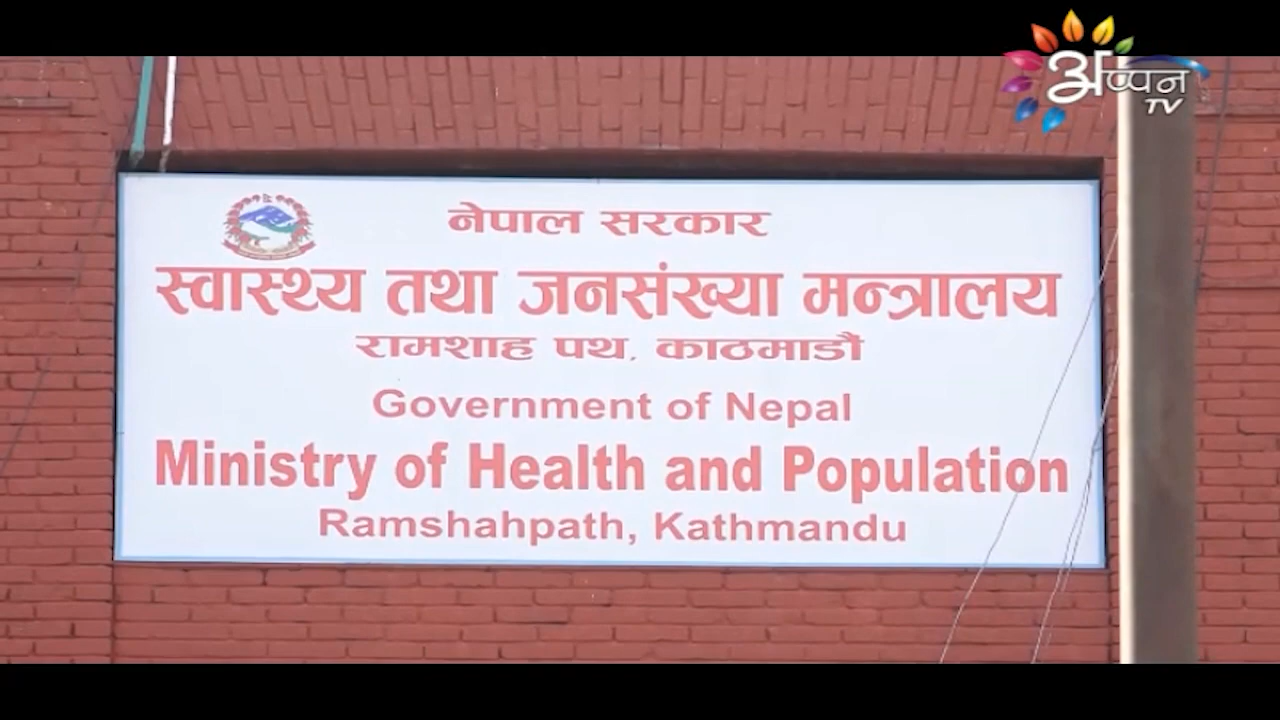 अप्पन
TV
नेपाल सरकार
स्वास्थ्य तथा जनसंख्या मन्त्रालय
रामशाह पथ, काठमाडौं
Government of Nepal
Ministry of Health and Population
Ramshahpath, Kathmandu